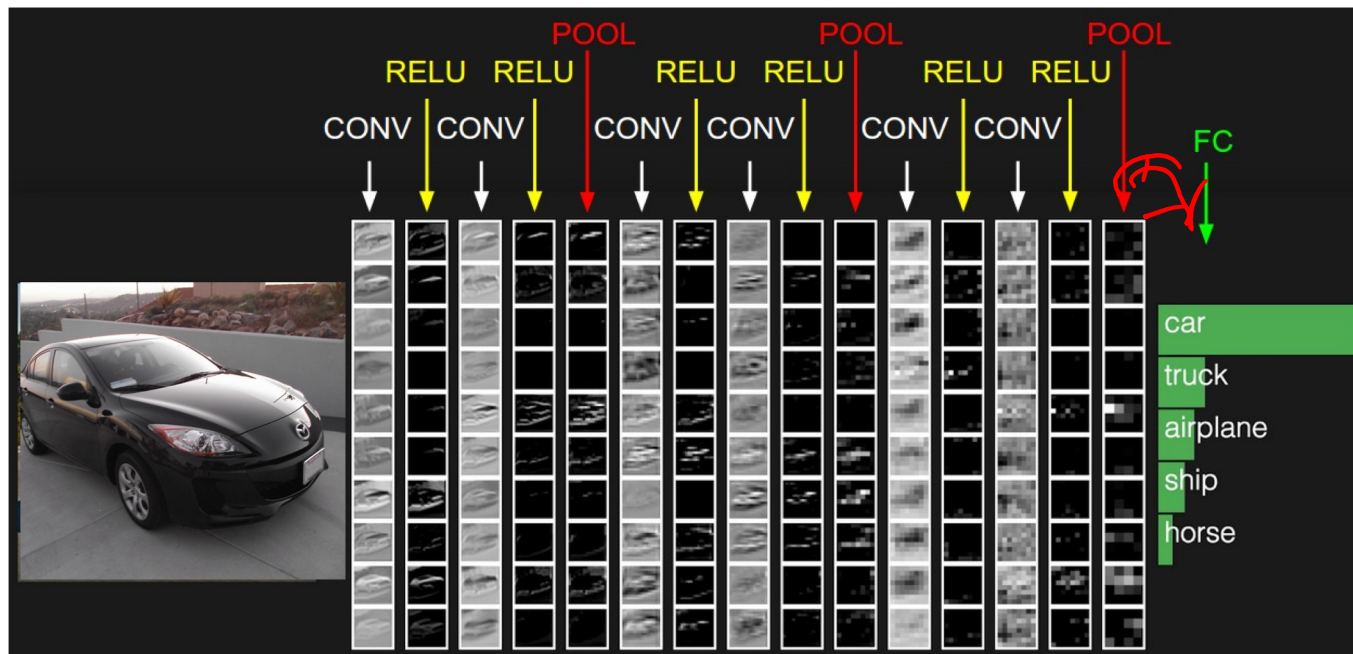 POOL POOL POOL
RELU RELU RELU RELU RELU RELU
CONV CONV CONV CONV CONV CONV
FC
car
truck
airplane
ship
horse